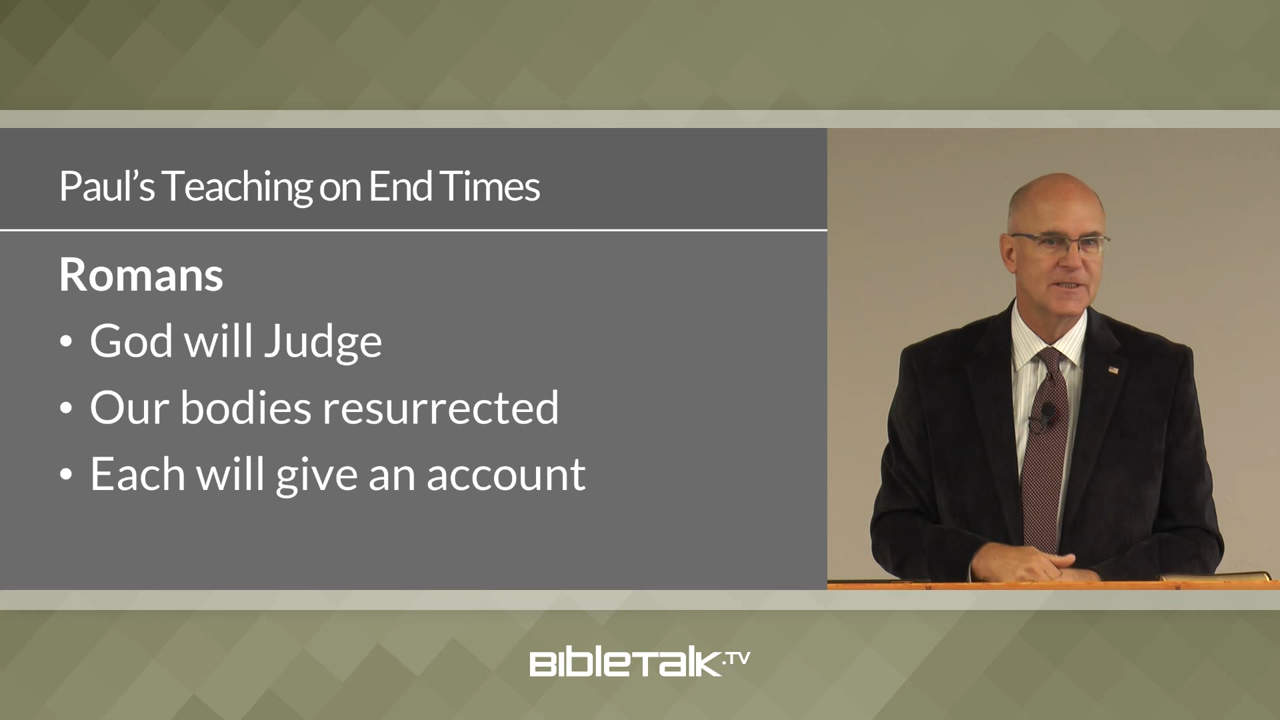 Paul’s Teaching on End Times
Romans
• God will Judge
• Our bodies resurrected
• Each will give an account
BibleTalk.TV